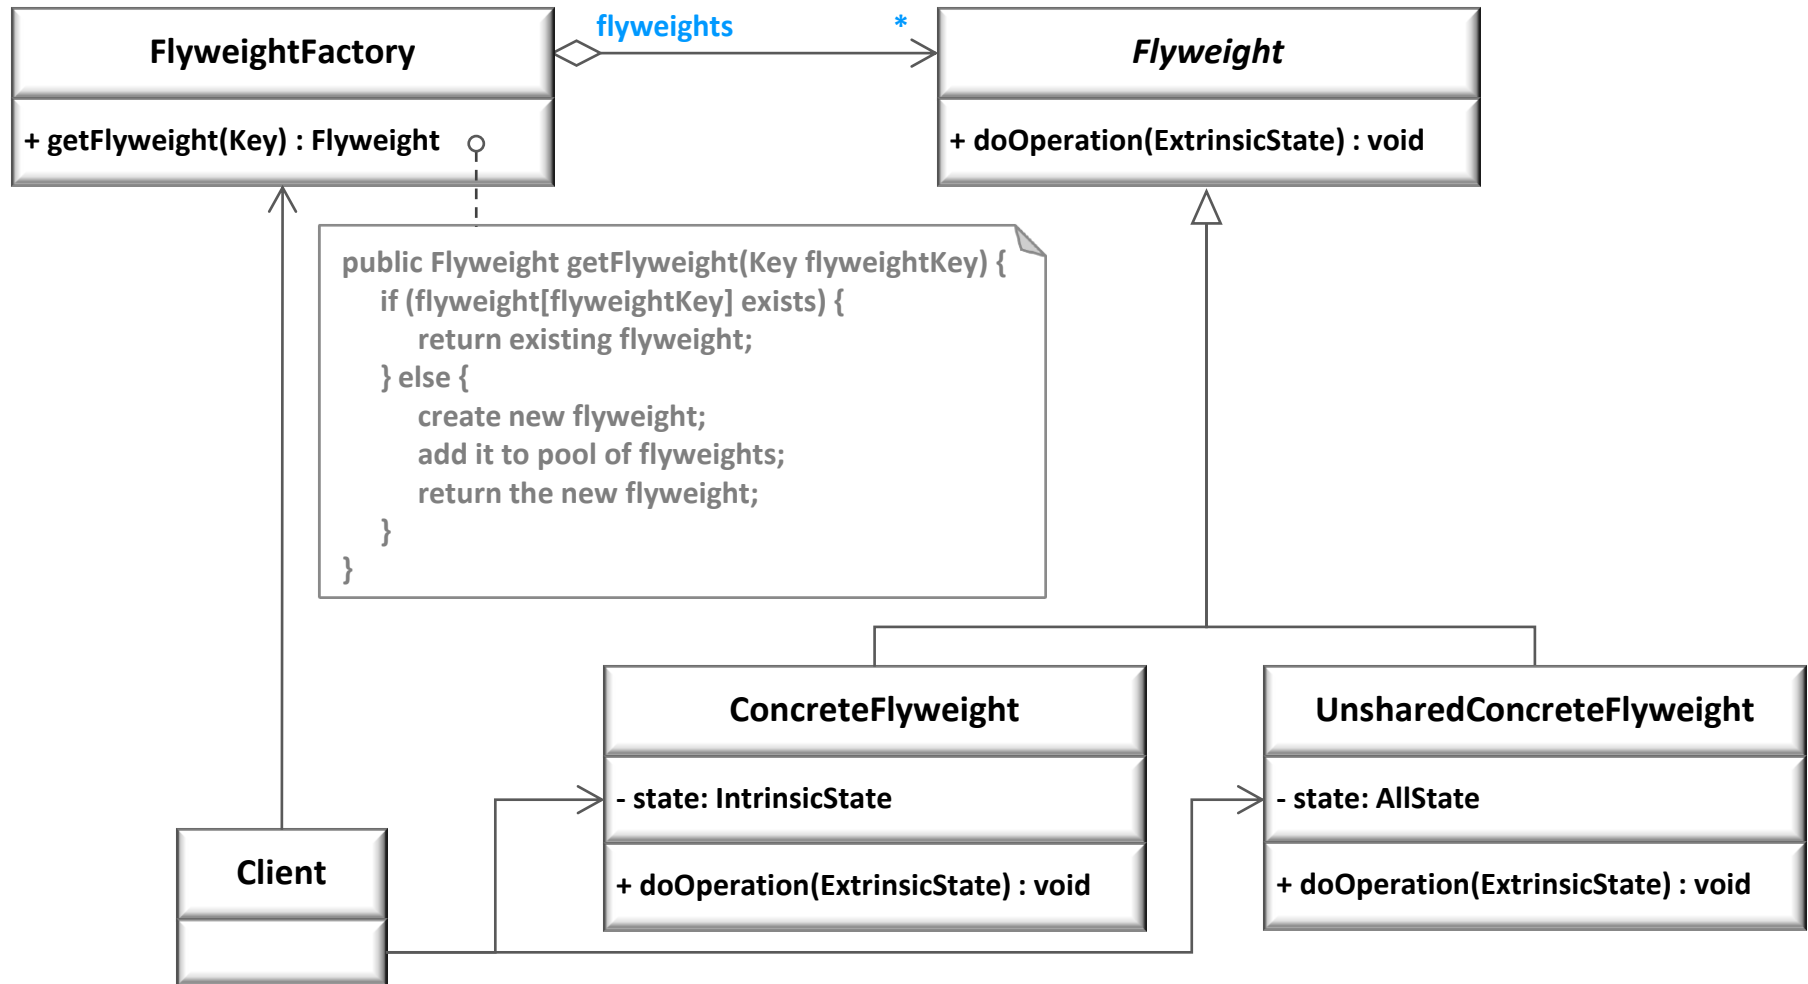 flyweights
*
FlyweightFactory
+ getFlyweight(Key) : Flyweight
Flyweight
+ doOperation(ExtrinsicState) : void
public Flyweight getFlyweight(Key flyweightKey) {
if (flyweight[flyweightKey] exists) {
return existing flyweight;
} else {
create new flyweight;
add it to pool of flyweights;
return the new flyweight;
}
}
ConcreteFlyweight
- state: IntrinsicState
+ doOperation(ExtrinsicState) : void
UnsharedConcreteFlyweight
- state: AllState
+ doOperation(ExtrinsicState) : void
Client